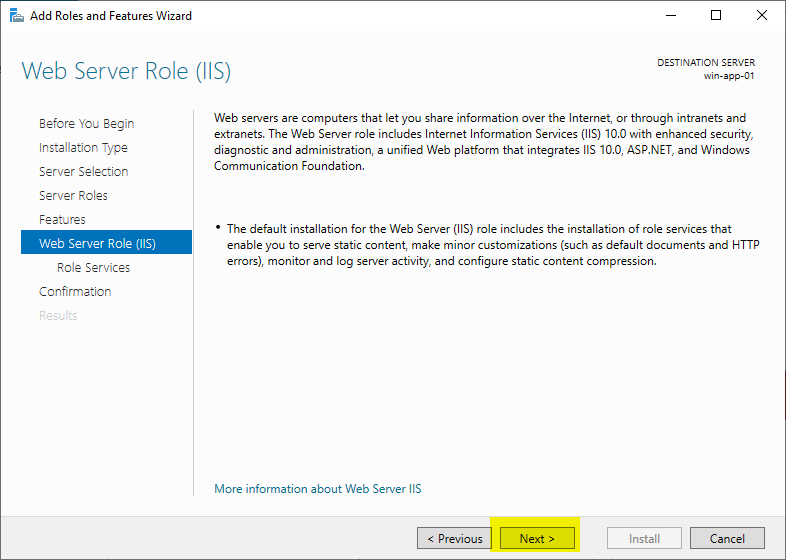 Add Roles and Features Wizard
Web Server Role (IIS)
DESTINATION SERVER
win-app-01
Before You Begin
Installation Type
Server Selection
Server Roles
Features
Web Server Role (IIS)
Role Services
Confirmation
Results
Web servers are computers that let you share information over the Internet, or through intranets and
extranets. The Web Server role includes Internet Information Services (IIS) 10.0 with enhanced security,
diagnostic and administration, a unified Web platform that integrates IIS 10.0, ASP.NET, and Windows
Communication Foundation.
• The default installation for the Web Server (IIS) role includes the installation of role services that
enable you to serve static content, make minor customizations (such as default documents and HTTP
errors), monitor and log server activity, and configure static content compression.
More information about Web Server IIS
< Previous
Next >
Install
Cancel